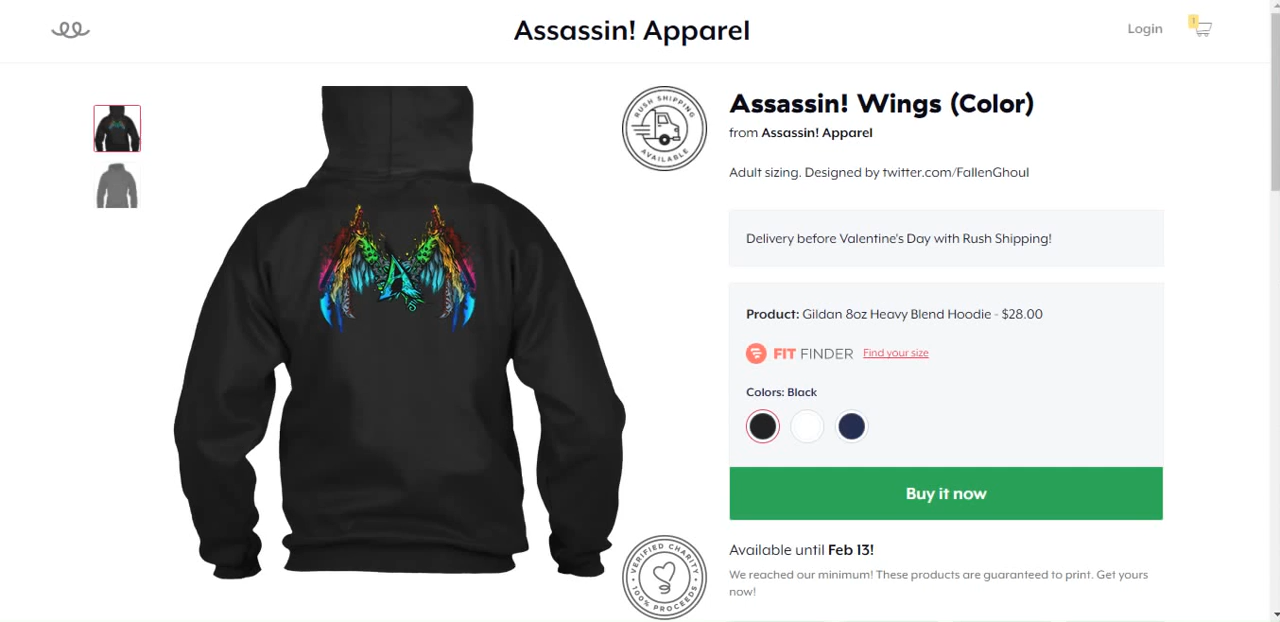 Assassin! Apparel
Login
1
RUSH SHIPPING
AVAILABLE
Assassin! Wings (Color)
from Assassin! Apparel
Adult sizing. Designed by twitter.com/FallenGhoul
Delivery before Valentine's Day with Rush Shipping!
A
Product: Gildan 8oz Heavy Blend Hoodie - $28.00
FIT FINDER Find your size
Colors: Black
Buy it now
Available until Feb 13!
VERIFIED CHARITY
100% PROCEEDS
We reached our minimum! These products are guaranteed to print. Get yours
now!